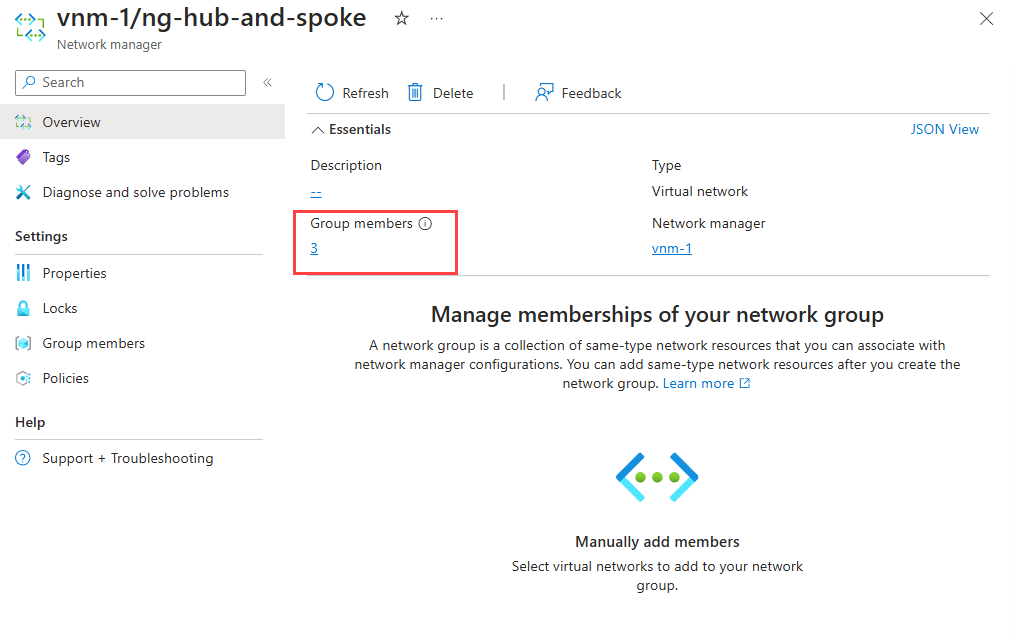 vnm-1/ng-hub-and-spoke
Network manager
Search
Overview
Tags
Diagnose and solve problems
Settings
Properties
Locks
Group members
Policies
Help
Support + Troubleshooting
Refresh
Delete
Feedback
Essentials
JSON View
Description
--
Type
Virtual network
Group members
3
Network manager
vnm-1
Manage memberships of your network group
A network group is a collection of same-type network resources that you can associate with
network manager configurations. You can add same-type network resources after you create the
network group. Learn more
Manually add members
Select virtual networks to add to your network
group.